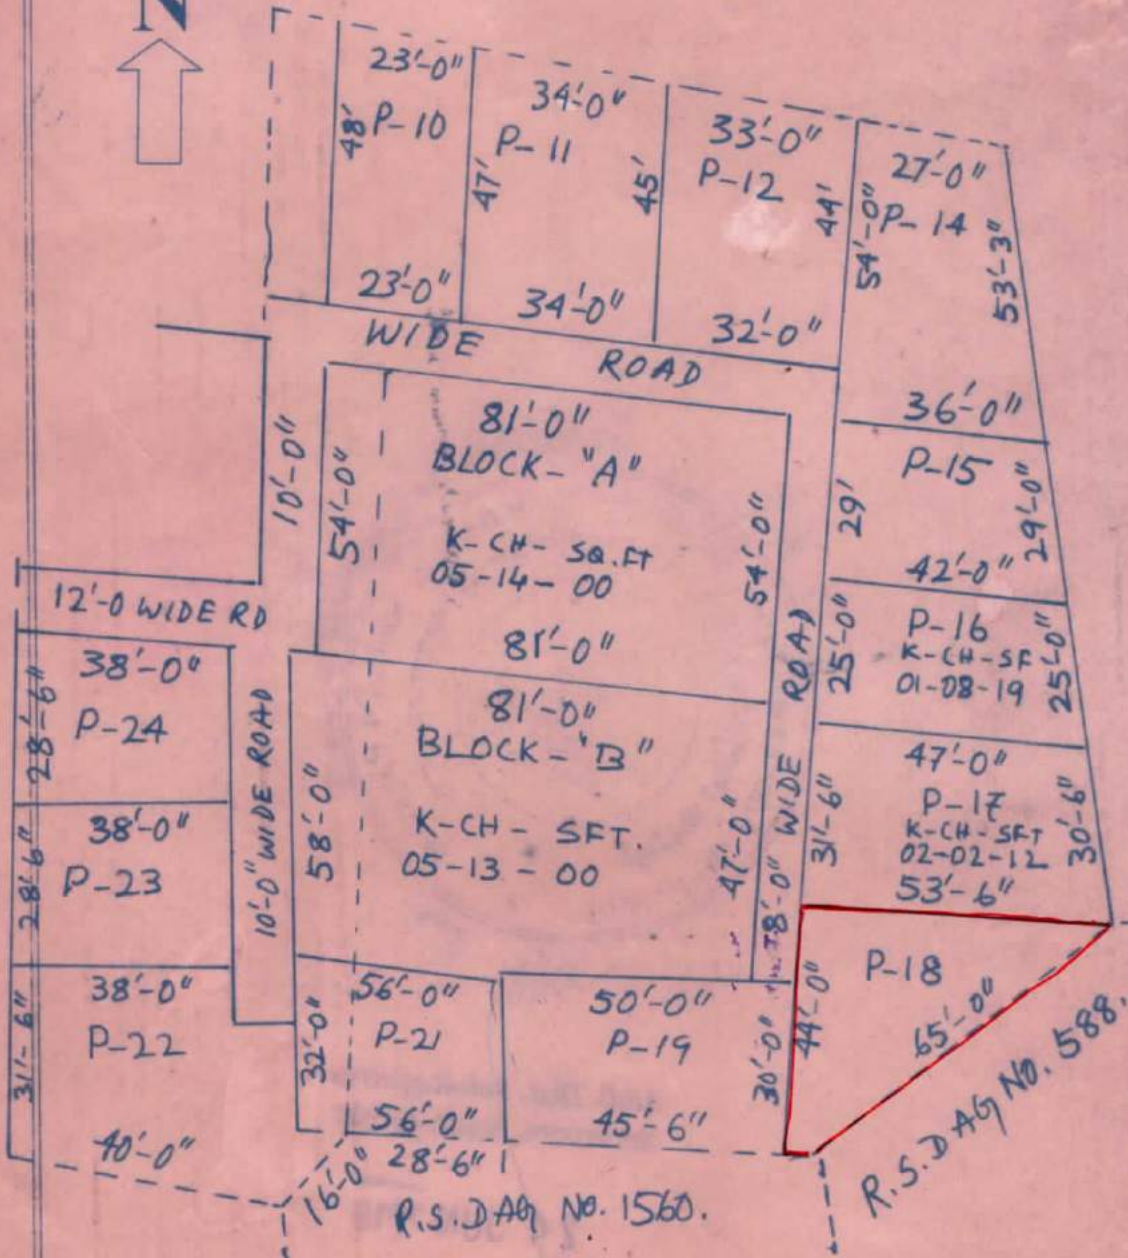 N
23'-0"
P-10
48'
23'-0"
34'-0"
P-11
47'
45'
34'-0"
33'-0"
P-12
44'
32'-0"
27'-0"
P-14
54'-0"
53'-3"
36'-0"
WIDE ROAD
P-15
29'
29'-0"
42'-0"
81'-0"
BLOCK-"A"
K-CH-SQ.FT
05-14-00
54'-0"
54'-0"
81'-0"
10'-0"
12'-0 WIDE RD
P-16
K-CH-SF
01-08-19
25'-0"
25'-0"
38'-0"
P-24
28'-6"
10'-0" WIDE ROAD
81'-0"
BLOCK-"B"
K-CH-SFT.
05-13-00
58'-0"
47'-0"
8'-0" WIDE ROAD
47'-0"
P-17
K-CH-SFT
02-02-12
53'-6"
31'-6"
30'-6"
38'-0"
P-23
28'-6"
38'-0"
P-22
31'-6"
40'-0"
56'-0"
P-21
32'-0"
56'-0"
28'-6"
16'-0"
50'-0"
P-19
30'-0"
45'-6"
P-18
44'-0"
65'-0"
R.S.DAG No. 588.
R.S.DAG No. 1560.